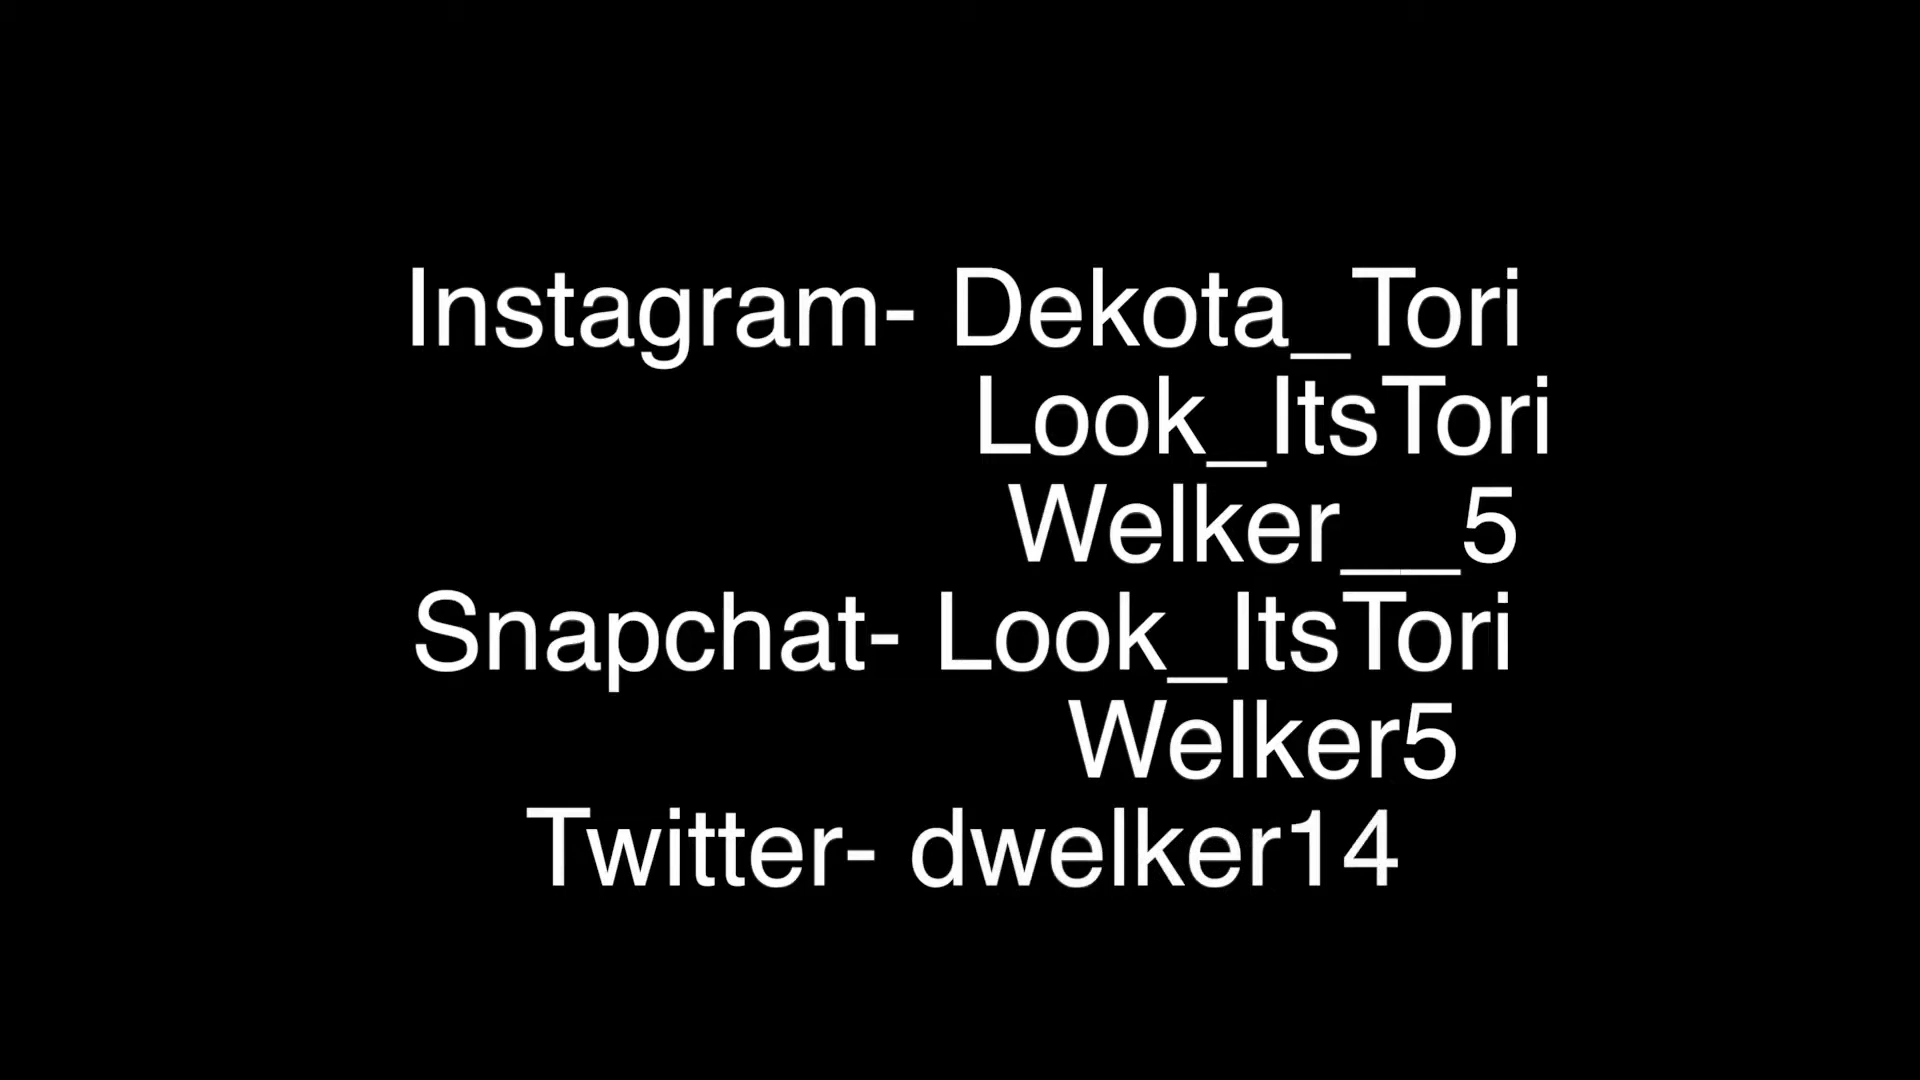 Instagram- Dekota_Tori
Look_ItsTori
Welker__5
Snapchat- Look_ItsTori
Welker5
Twitter- dwelker14